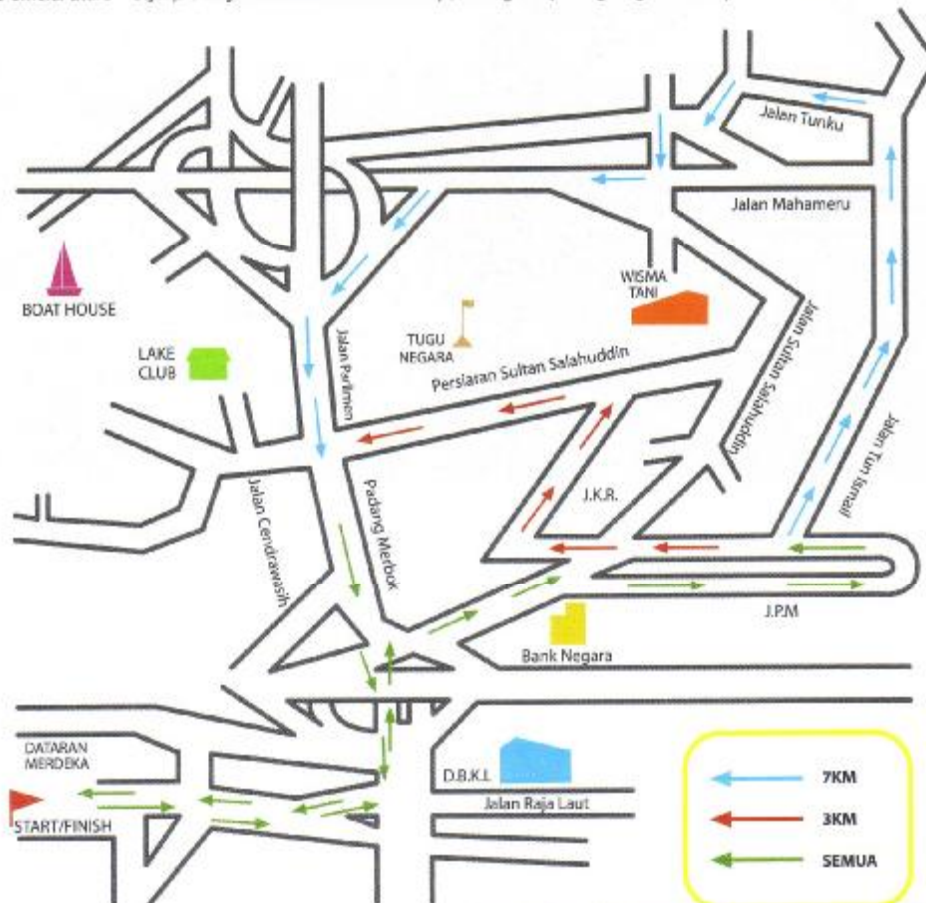 Jalan Tunku
Jalan Mahameru
BOAT HOUSE
WISMA
TANI
LAKE
CLUB
TUGU
NEGARA
Jalan Parlimen
Persiaran Sultan Salahuddin
Jalan Sultan Salahuddin
Jalan Tun Ismail
J.K.R.
Jalan Cendrawasih
Padang Merbok
J.P.M
Bank Negara
DATARAN
MERDEKA
D.B.K.L
Jalan Raja Laut
START/FINISH
7KM
3KM
SEMUA